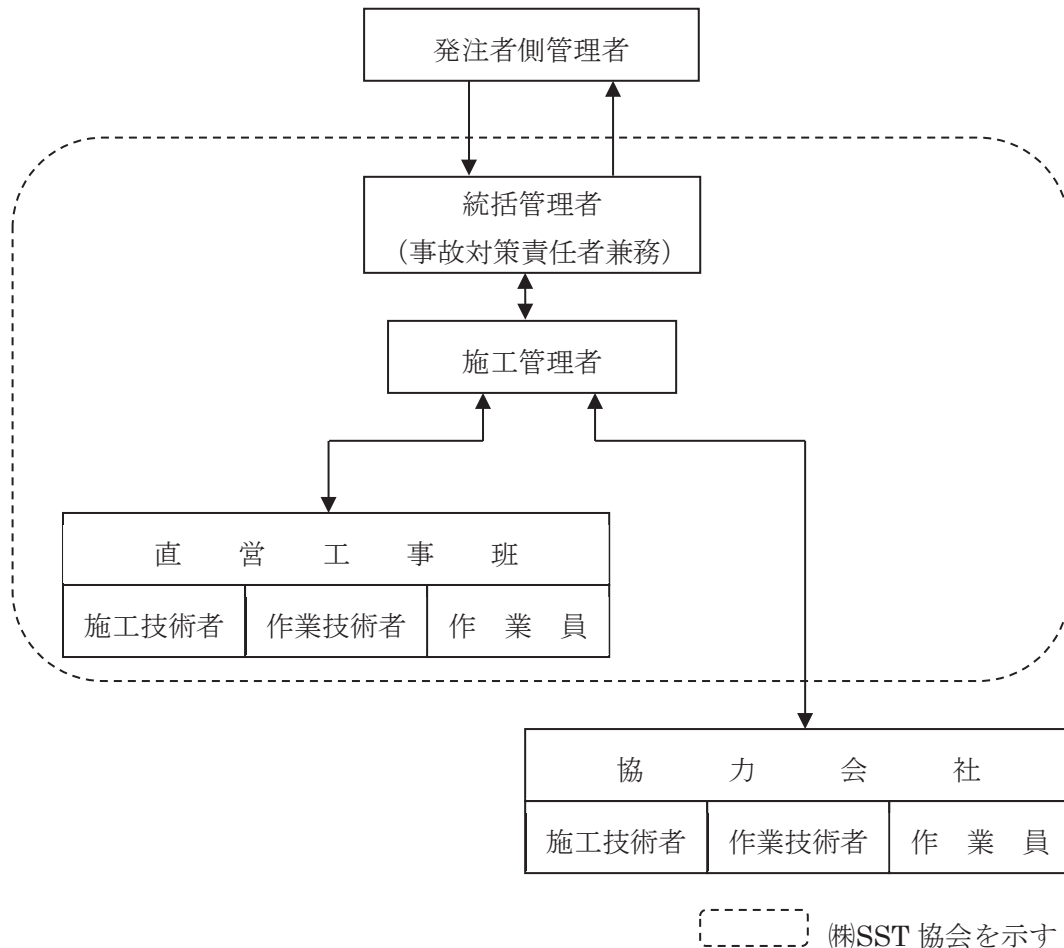 発注者側管理者
統括管理者
（事故対策責任者兼務）
施工管理者
直営工事班
施工技術者 作業技術者 作業員
協力会社
施工技術者 作業技術者 作業員
㈱SST 協会を示す